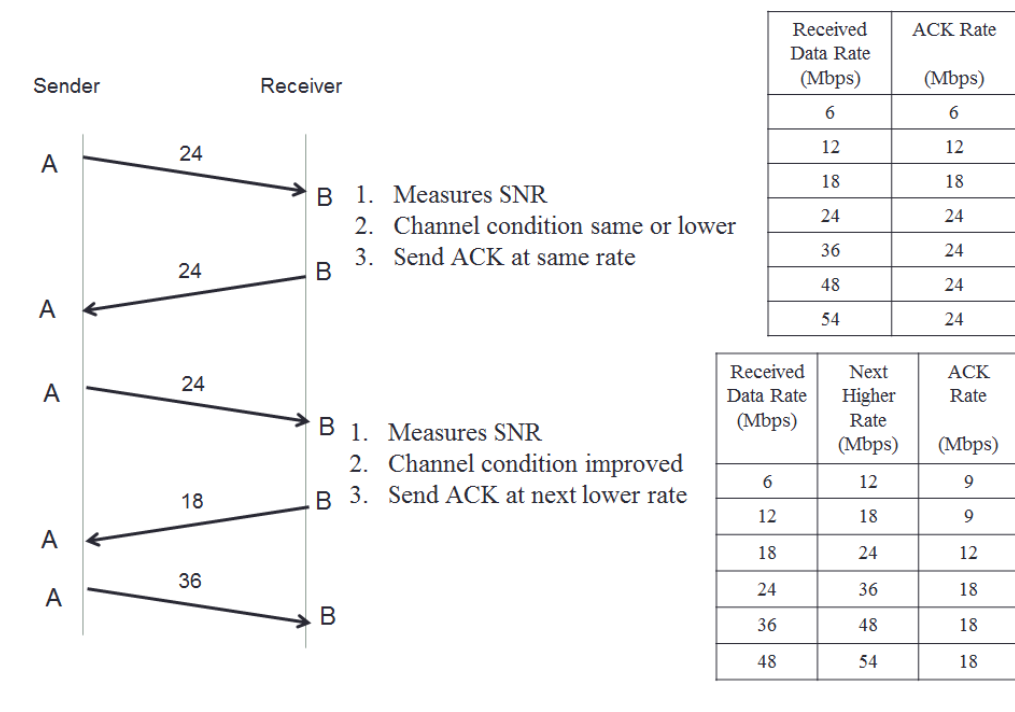 Sender Receiver
A 24
B 1. Measures SNR
2. Channel condition same or lower
3. Send ACK at same rate
24 B
A
A 24
B 1. Measures SNR
2. Channel condition improved
3. Send ACK at next lower rate
18 B
A
A 36
B
Received ACK Rate
Data Rate
(Mbps) (Mbps)
6 6
12 12
18 18
24 24
36 24
48 24
54 24
Received Next ACK
Data Rate Higher Rate
(Mbps) Rate
(Mbps) (Mbps)
6 12 9
12 18 9
18 24 12
24 36 18
36 48 18
48 54 18